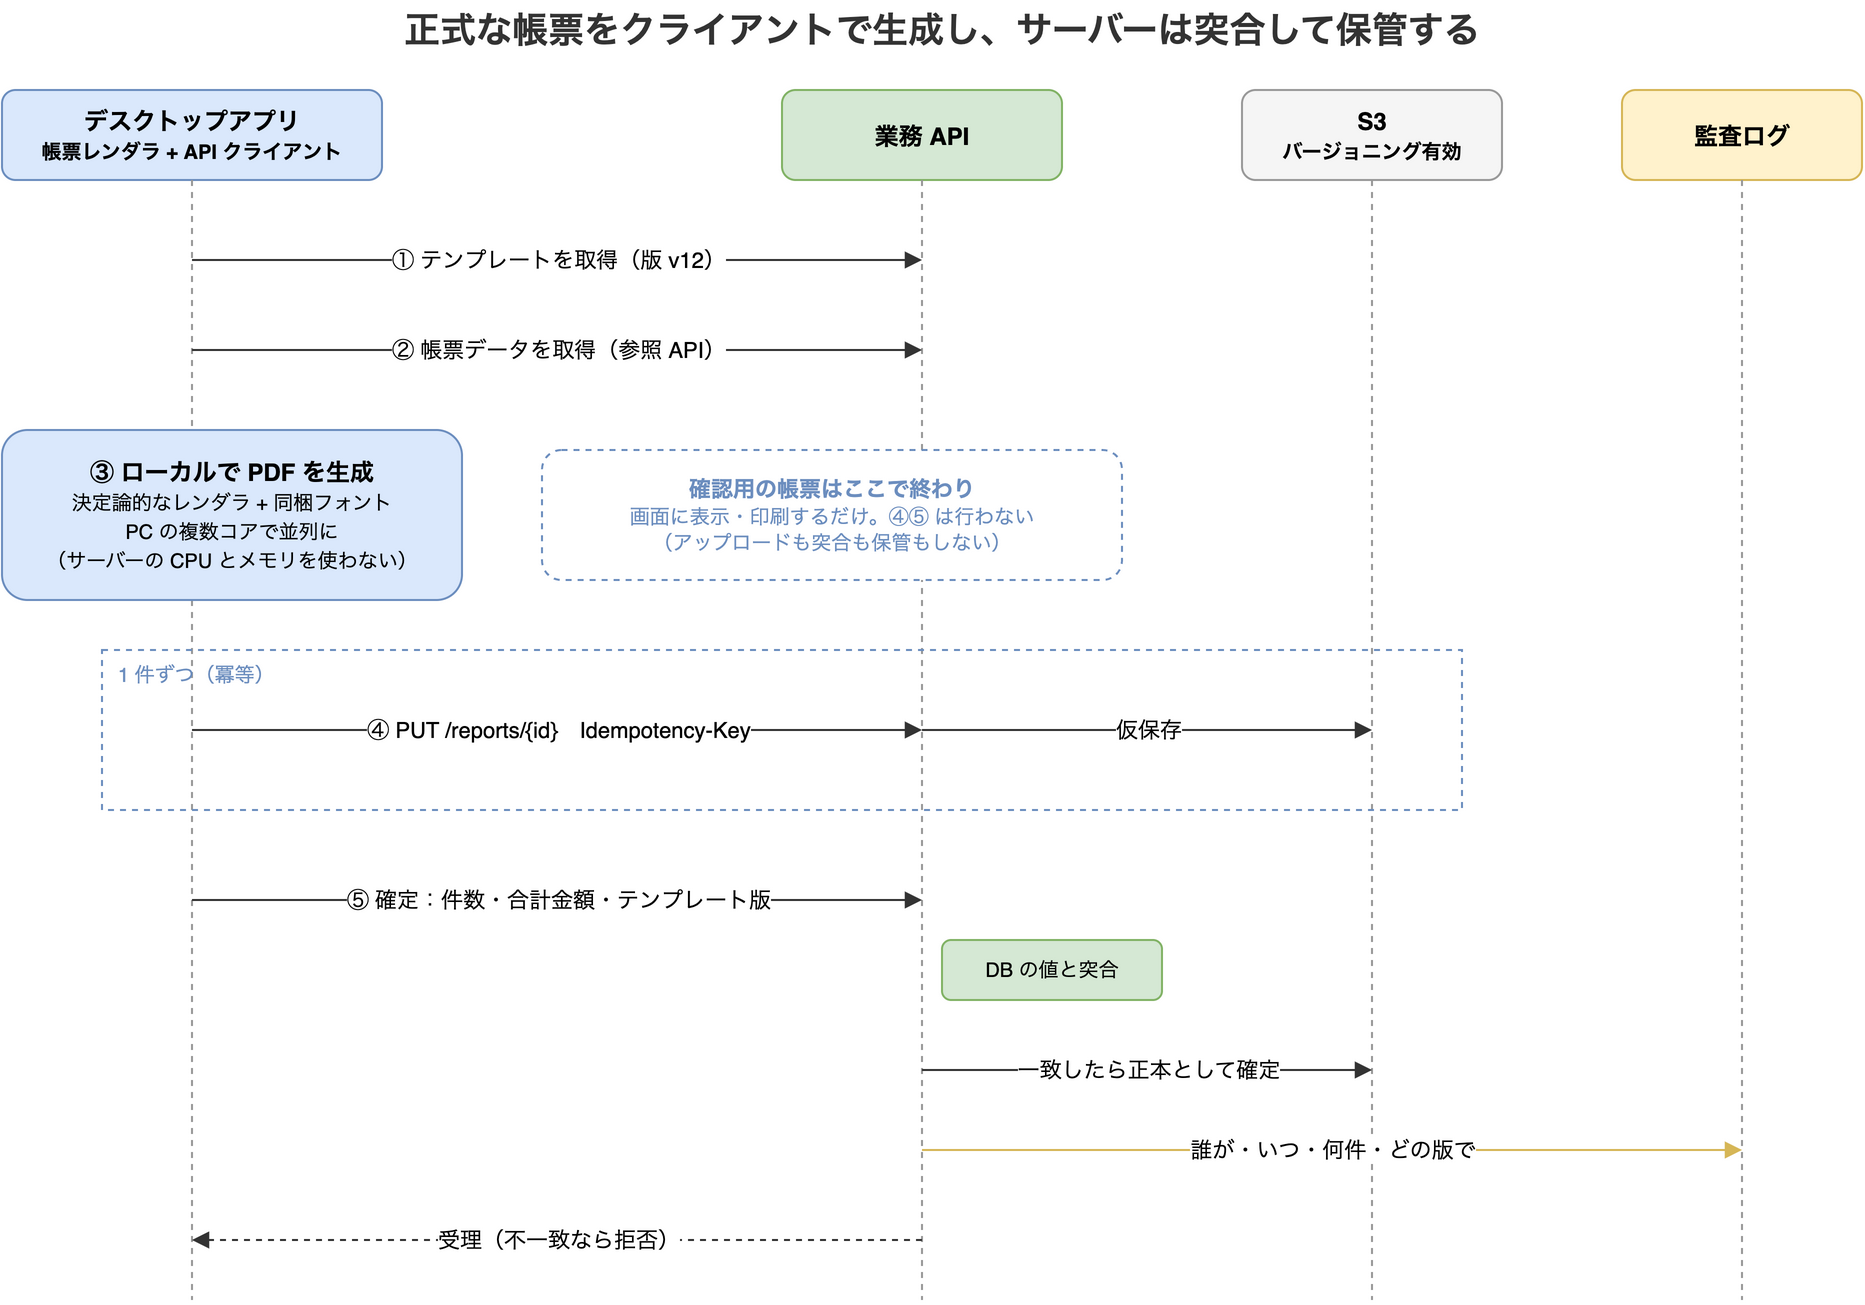 正式な帳票をクライアントで生成し、サーバーは突合して保管する
デスクトップアプリ
帳票レンダラ + API クライアント
業務 API
S3
バージョニング有効
監査ログ
① テンプレートを取得（版 v12）
② 帳票データを取得（参照 API）
③ ローカルで PDF を生成
決定論的なレンダラ + 同梱フォント
PC の複数コアで並列に
（サーバーの CPU とメモリを使わない）
確認用の帳票はここで終わり
画面に表示・印刷するだけ。④⑤ は行わない
（アップロードも突合も保管もしない）
1 件ずつ（冪等）
④ PUT /reports/{id}　Idempotency-Key
仮保存
⑤ 確定：件数・合計金額・テンプレート版
DB の値と突合
一致したら正本として確定
誰が・いつ・何件・どの版で
受理（不一致なら拒否）